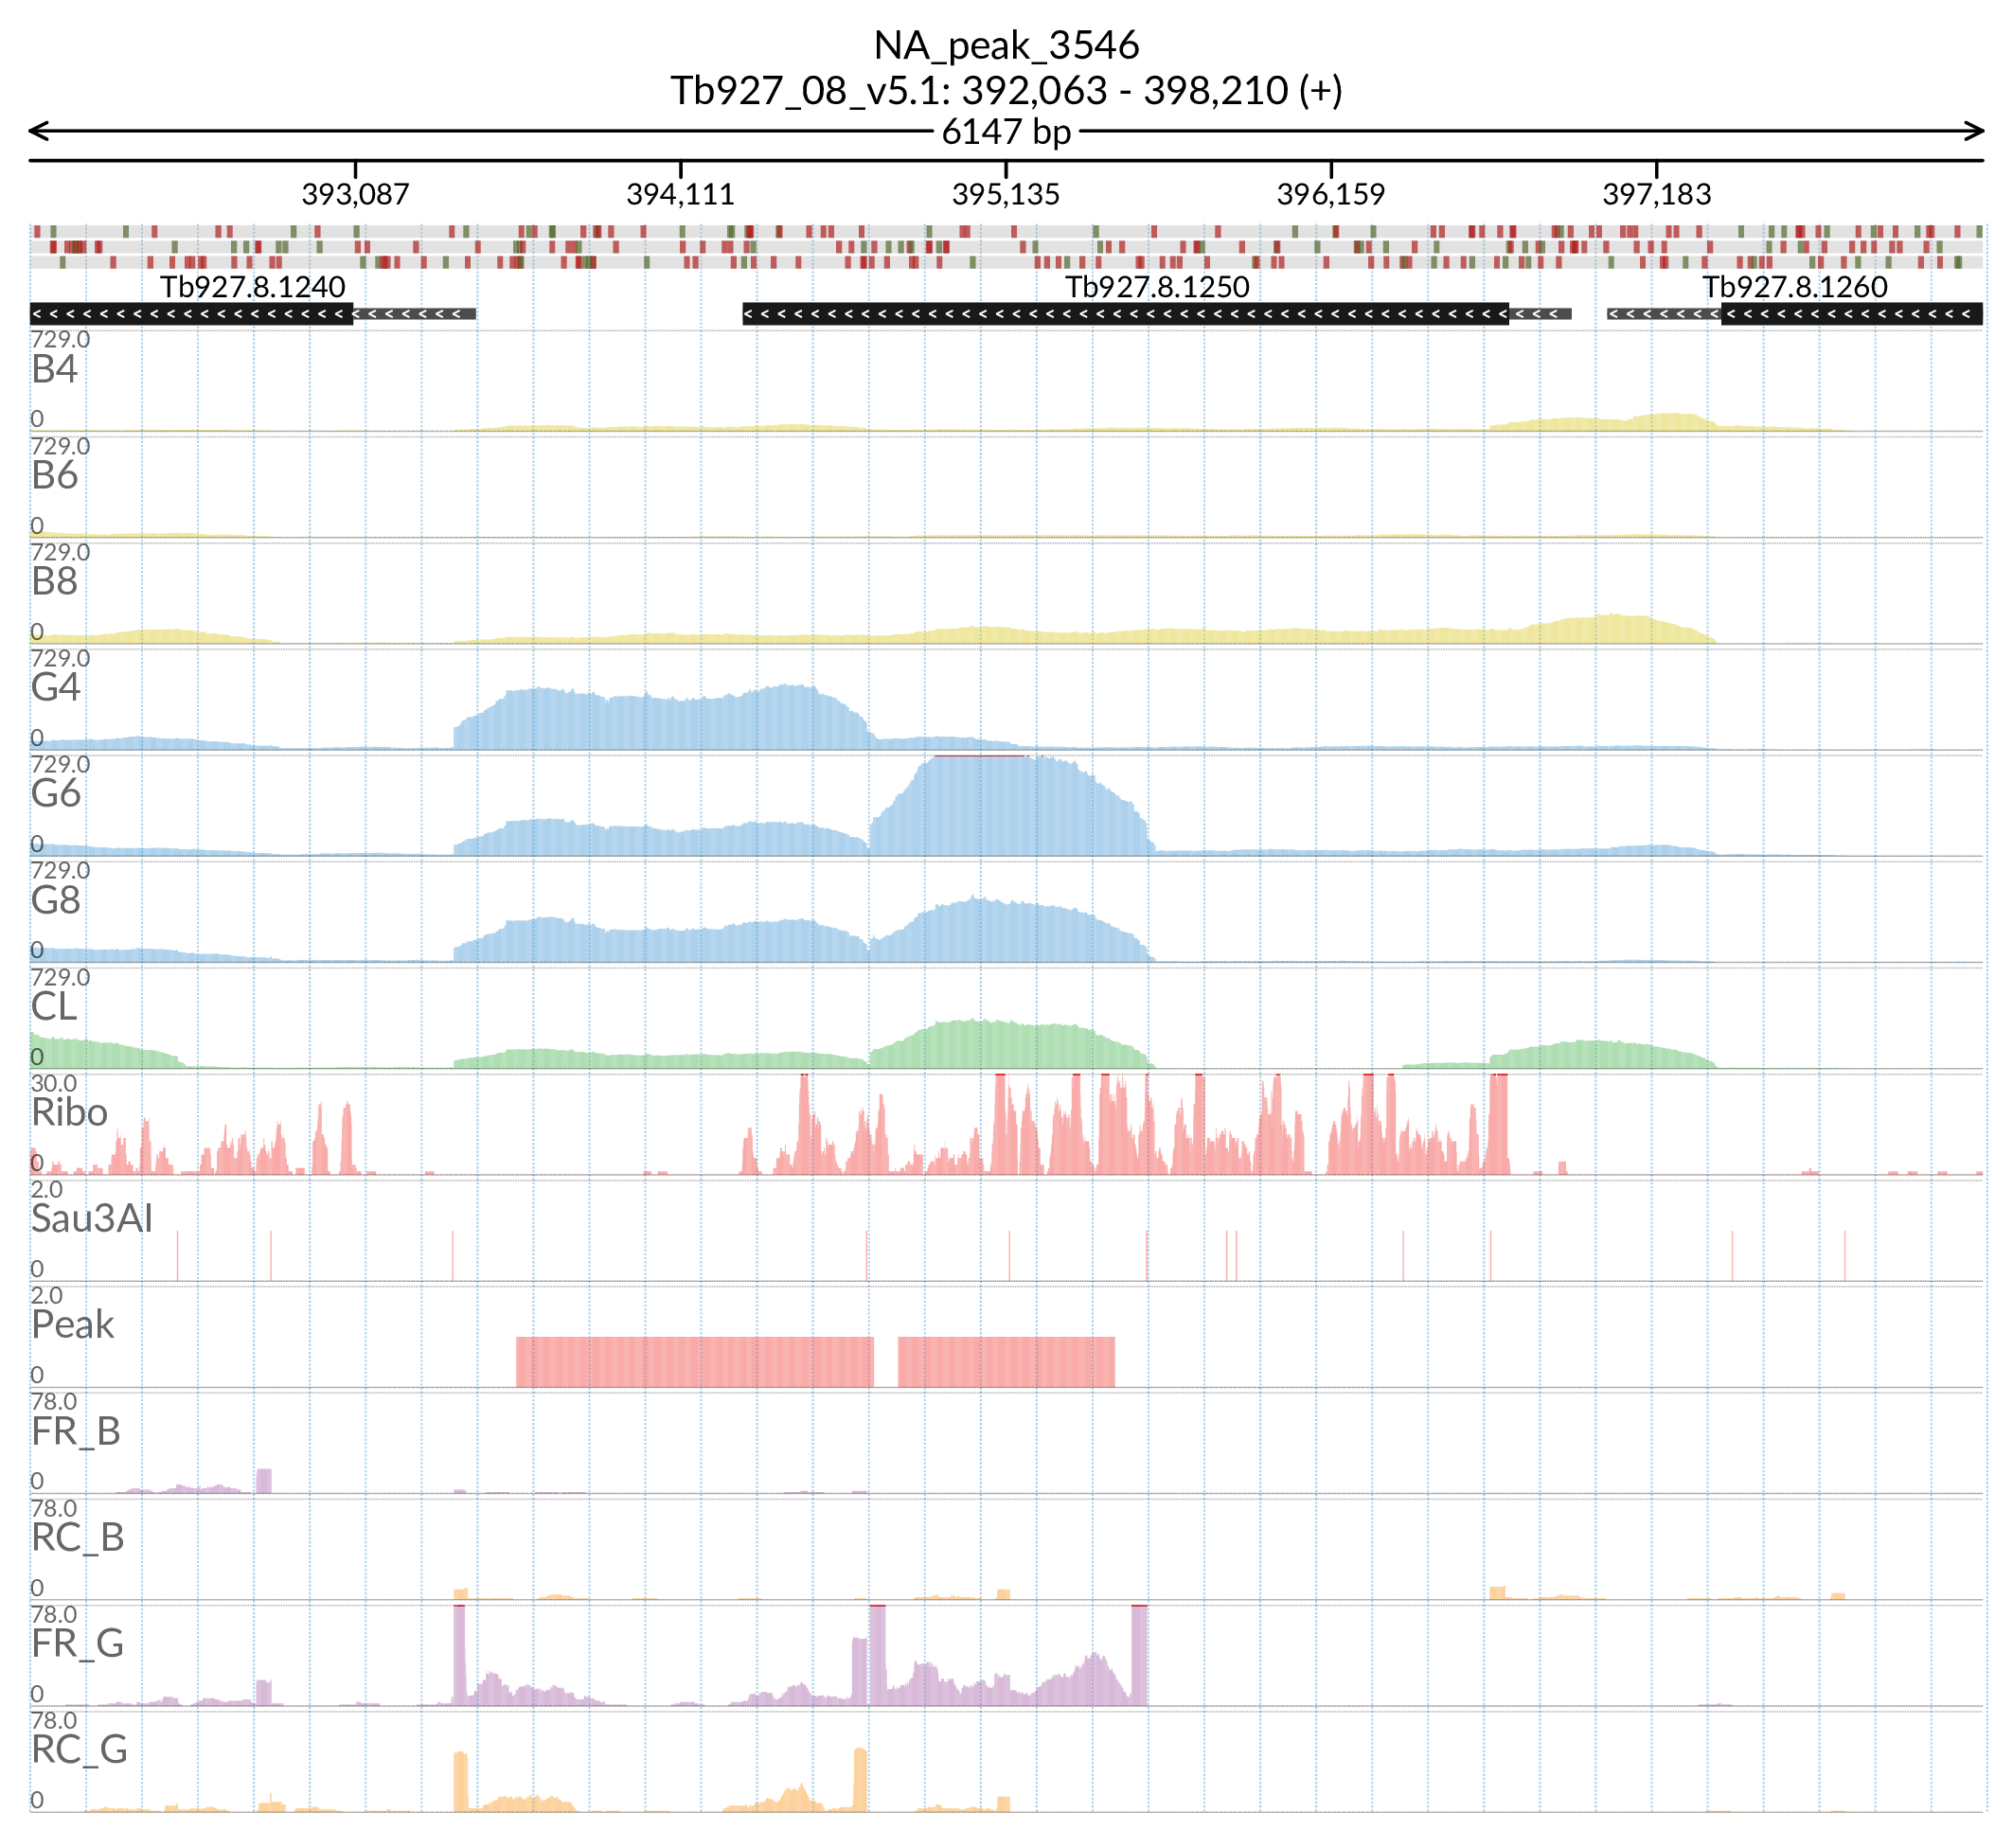 NA_peak_3546
Tb927_08_v5.1: 392,063 - 398,210 (+)
6147 bp
393,087 394,111 395,135 396,159 397,183
Tb927.8.1240 Tb927.8.1250 Tb927.8.1260
729.0
B4
0
729.0
B6
0
729.0
B8
0
729.0
G4
0
729.0
G6
0
729.0
G8
0
729.0
CL
0
30.0
Ribo
0
2.0
Sau3AI
0
2.0
Peak
0
78.0
FR_B
0
78.0
RC_B
0
78.0
FR_G
0
78.0
RC_G
0